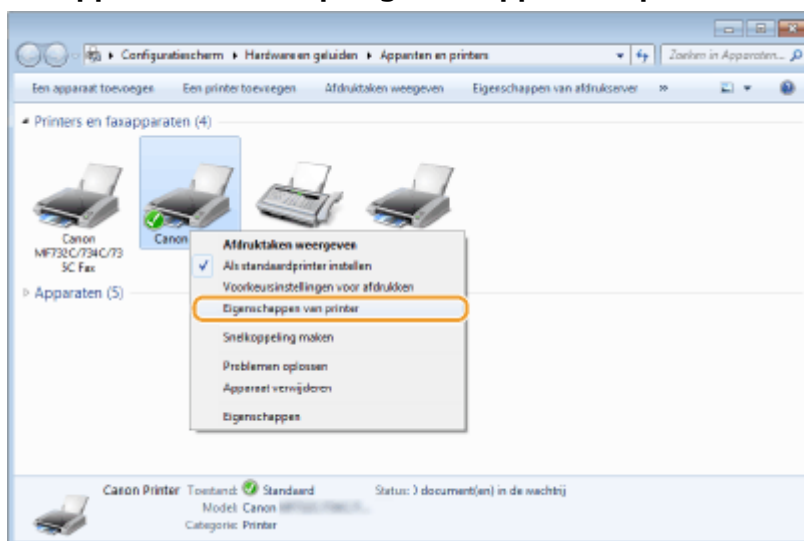 Configuratiescherm ▸ Hardware en geluiden ▸ Apparaten en printers
Zoeken in Apparaten...
Een apparaat toevoegen Een printer toevoegen Afdruktaken weergeven Eigenschappen van afdrukserver »
Printers en faxapparaten (4)
Canon
MF732C/734C/73
5C Fax
Canon
Afdruktaken weergeven
Als standaardprinter instellen
Voorkeursinstellingen voor afdrukken
Eigenschappen van printer
Snelkoppeling maken
Problemen oplossen
Apparaat verwijderen
Eigenschappen
Apparaten (5)
Canon Printer Toestand: Standaard Status: document(en) in de wachtrij
Model: Canon
Categorie: Printer